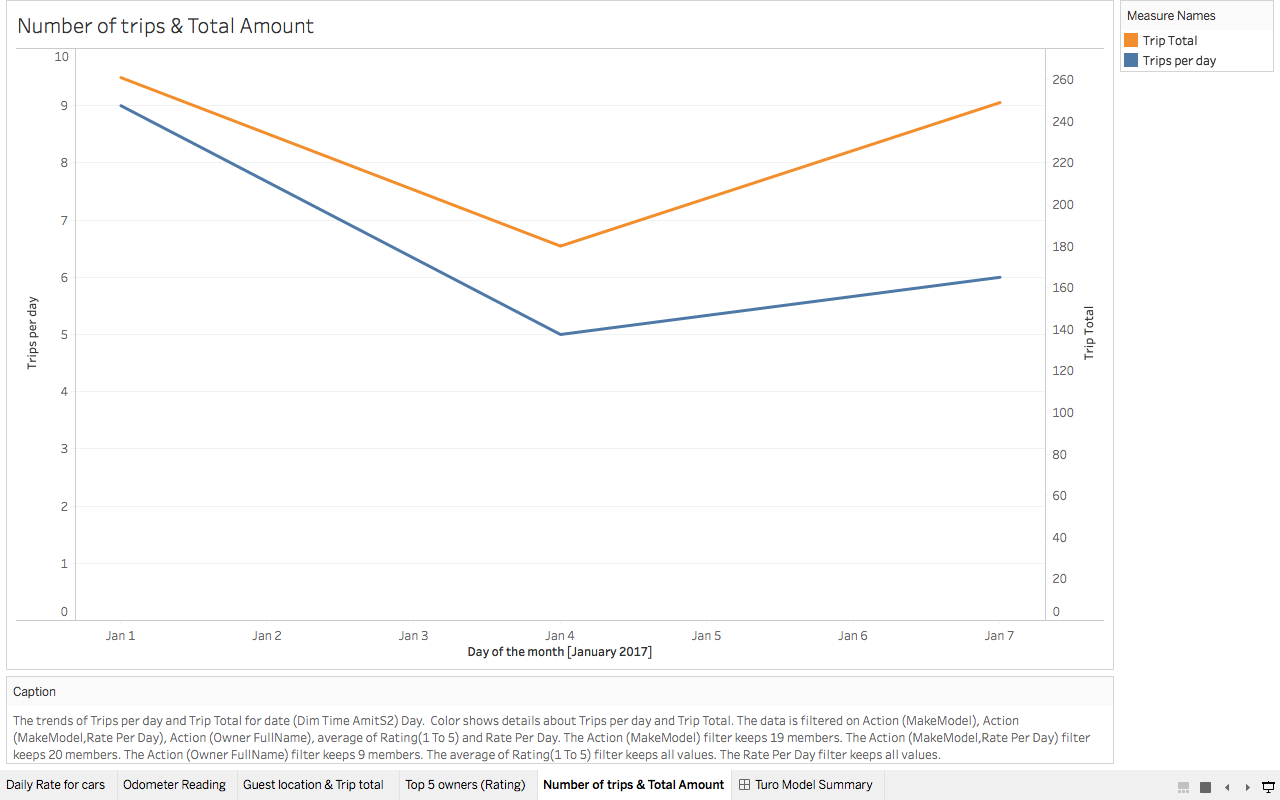 Number of trips & Total Amount
Measure Names
Trip Total
Trips per day
10
9
8
7
6
5
4
3
2
1
0
Trips per day
260
240
220
200
180
160
140
120
100
80
60
40
20
0
Trip Total
Jan 1
Jan 2
Jan 3
Jan 4
Jan 5
Jan 6
Jan 7
Day of the month [January 2017]
Caption
The trends of Trips per day and Trip Total for date (Dim Time AmitS2) Day.  Color shows details about Trips per day and Trip Total. The data is filtered on Action (MakeModel), Action
(MakeModel,Rate Per Day), Action (Owner FullName), average of Rating(1 To 5) and Rate Per Day. The Action (MakeModel) filter keeps 19 members. The Action (MakeModel,Rate Per Day) filter
keeps 20 members. The Action (Owner FullName) filter keeps 9 members. The average of Rating(1 To 5) filter keeps all values. The Rate Per Day filter keeps all values.
Daily Rate for cars
Odometer Reading
Guest location & Trip total
Top 5 owners (Rating)
Number of trips & Total Amount
Turo Model Summary